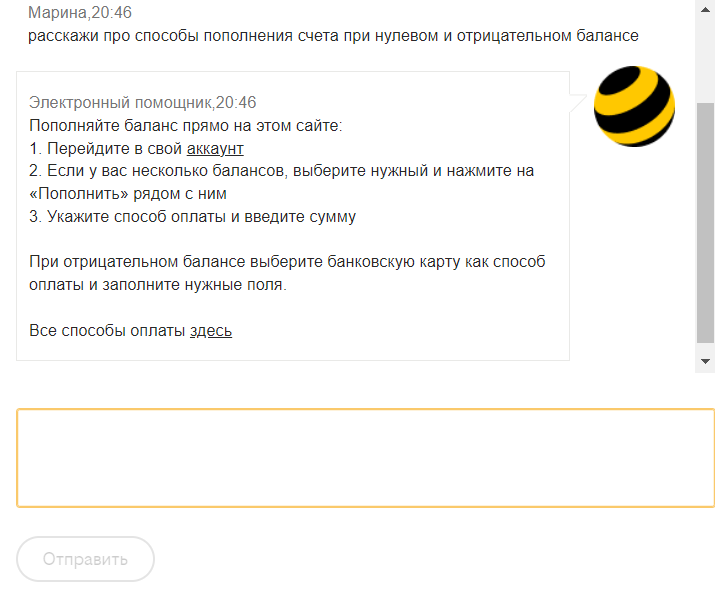 Марина,20:46
расскажи про способы пополнения счета при нулевом и отрицательном балансе
Электронный помощник,20:46
Пополняйте баланс прямо на этом сайте:
1. Перейдите в свой аккаунт
2. Если у вас несколько балансов, выберите нужный и нажмите на
«Пополнить» рядом с ним
3. Укажите способ оплаты и введите сумму
При отрицательном балансе выберите банковскую карту как способ
оплаты и заполните нужные поля.
Все способы оплаты здесь
Отправить